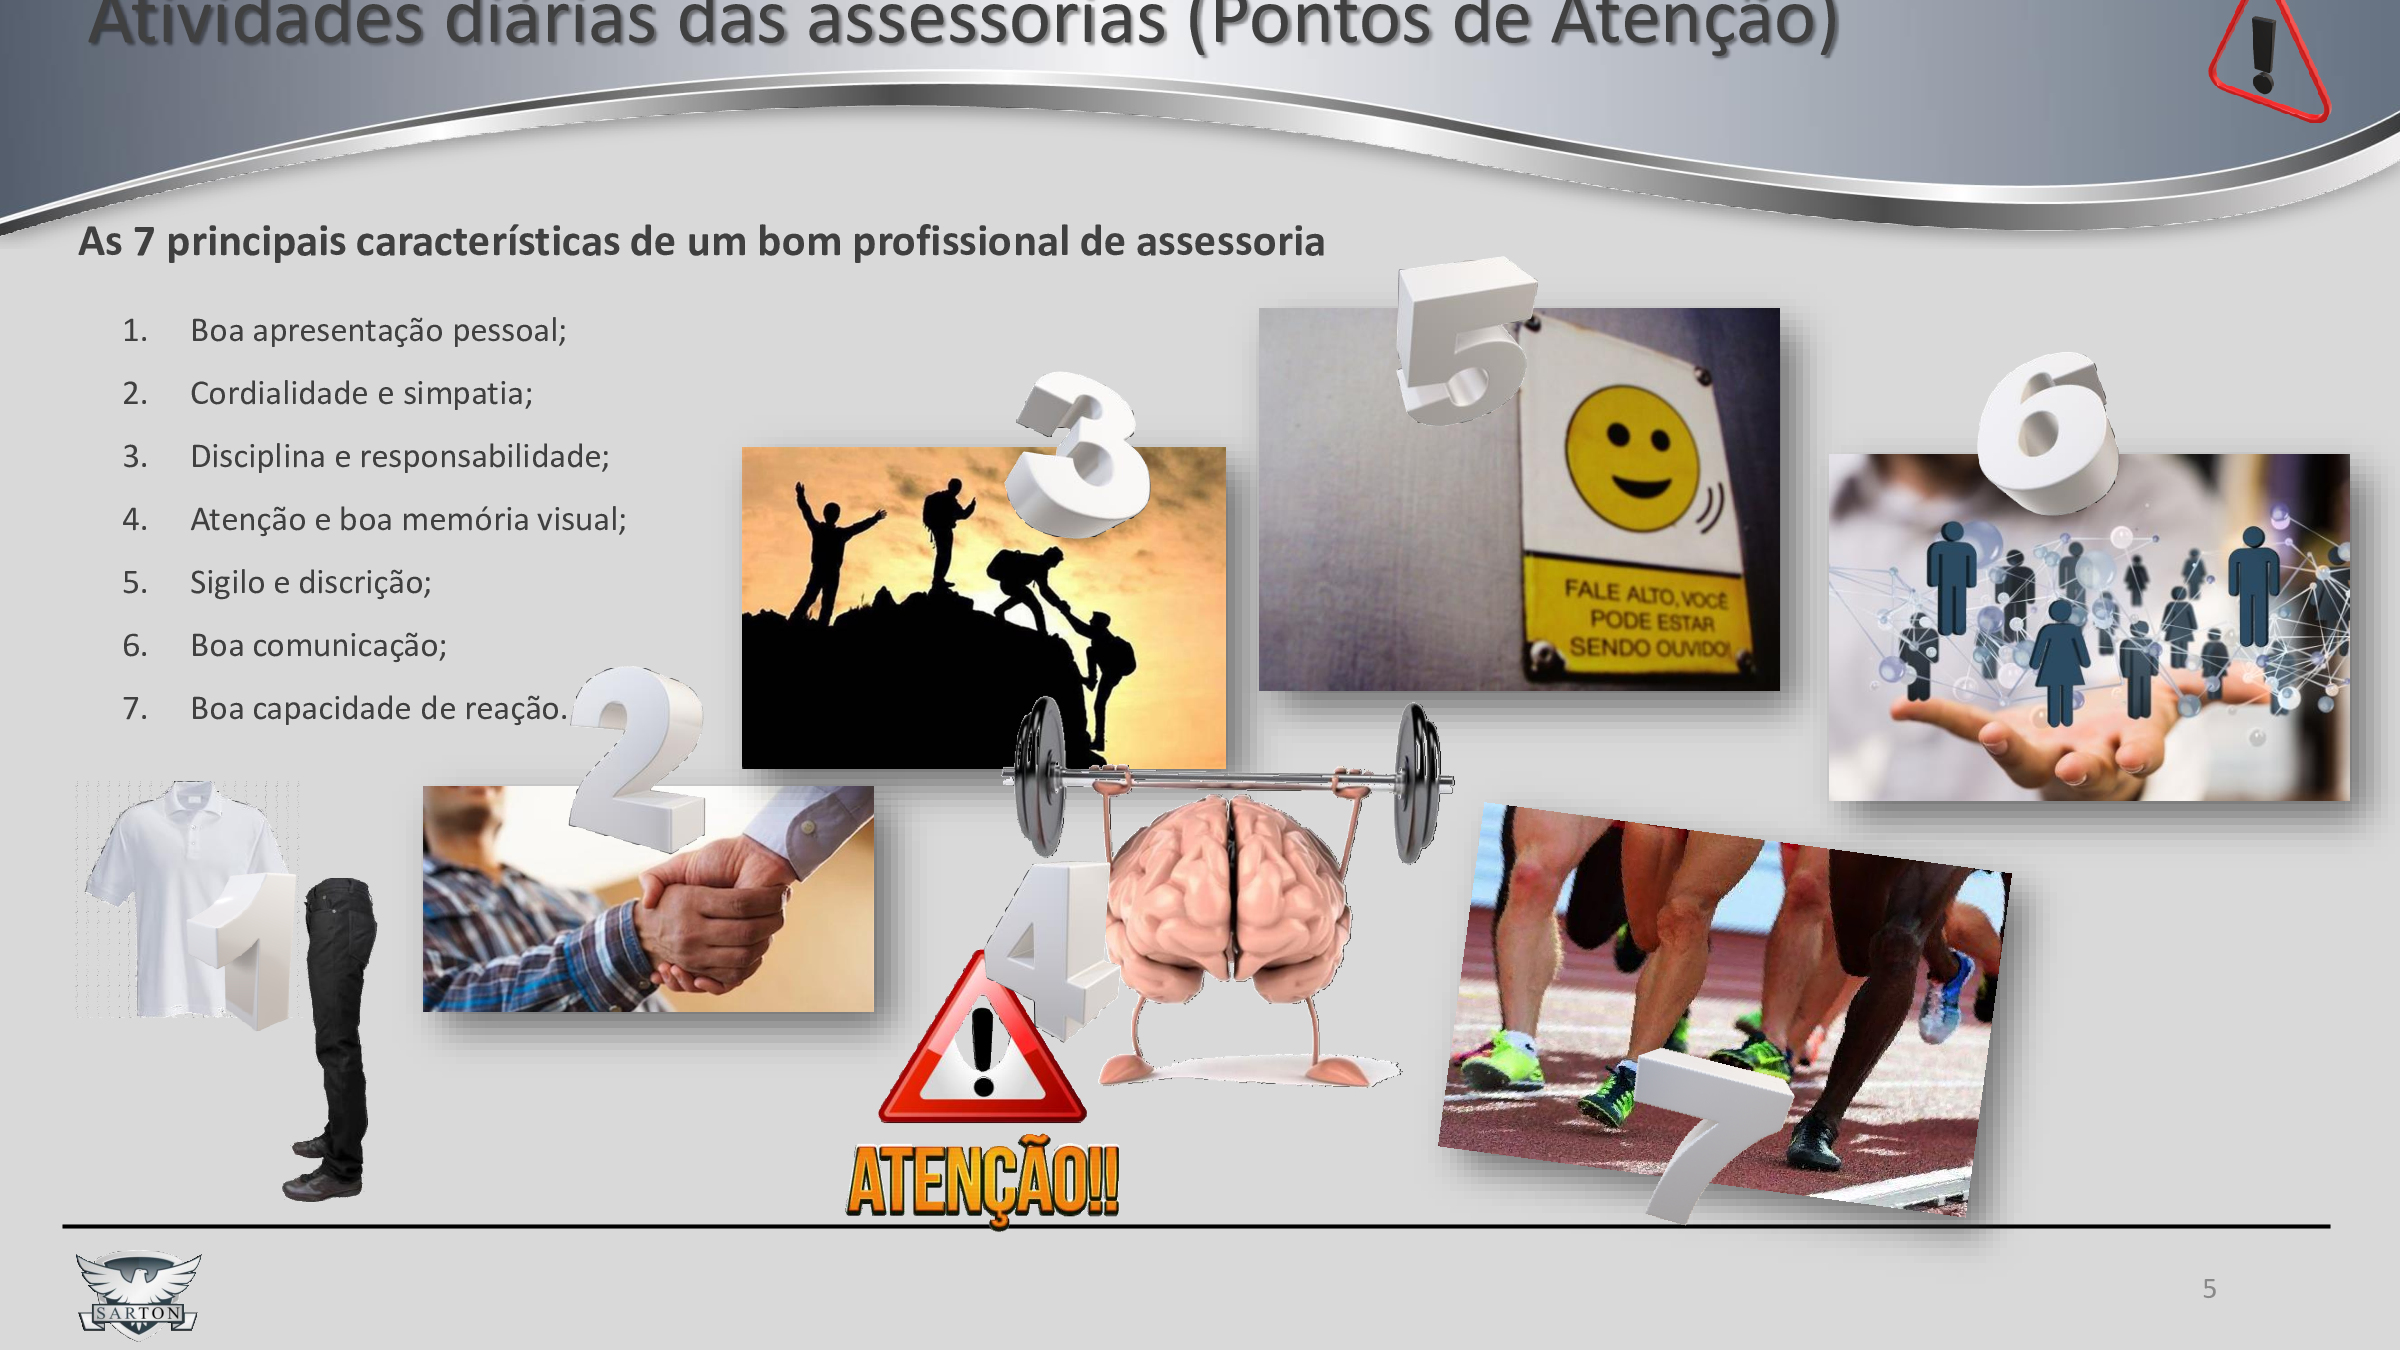 Atividades diárias das assessorias (Pontos de Atenção)
As 7 principais características de um bom profissional de assessoria
1. Boa apresentação pessoal;
2. Cordialidade e simpatia;
3. Disciplina e responsabilidade;
4. Atenção e boa memória visual;
5. Sigilo e discrição;
6. Boa comunicação;
7. Boa capacidade de reação.
5
3
6
FALE ALTO, VOCÊ
PODE ESTAR
SENDO OUVIDO!
2
1
4
7
ATENÇÃO!!
SARTON
5